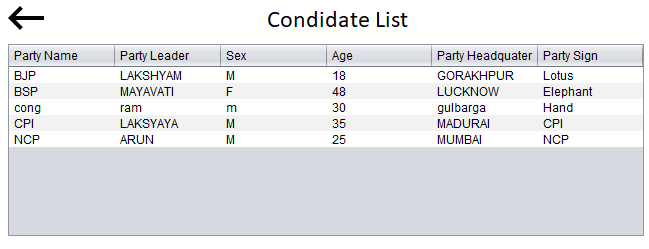 Condidate List
Party Name Party Leader Sex Age Party Headquater Party Sign
BJP LAKSHYAM M 18 GORAKHPUR Lotus
BSP MAYAVATI F 48 LUCKNOW Elephant
cong ram m 30 gulbarga Hand
CPI LAKSYAYA M 35 MADURAI CPI
NCP ARUN M 25 MUMBAI NCP